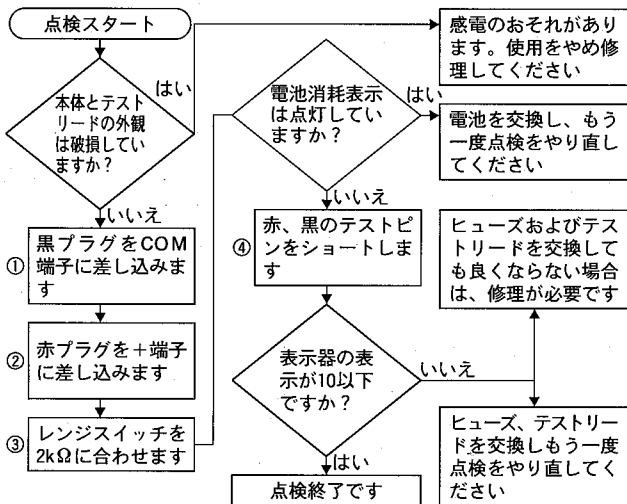 点検スタート
はい
本体とテスト
リードの外観
は破損してい
ますか?
いいえ
①
黒プラグをCOM
端子に差し込みま
す
②
赤プラグを+端子
に差し込みます
③
レンジスイッチを
2kΩに合わせます
電池消耗表示
は点灯してい
ますか?
はい
いいえ
④
赤、黒のテストピ
ンをショートします
表示器の表
示が10以下
ですか?
いいえ
はい
点検終了です
感電のおそれがあり
ます。使用をやめ修
理してください
電池を交換し、もう
一度点検をやり直し
てください
ヒューズおよびテス
トリードを交換して
も良くならない場合
は、修理が必要です
ヒューズ、テストリー
ドを交換しもう一度
点検をやり直してく
ださい